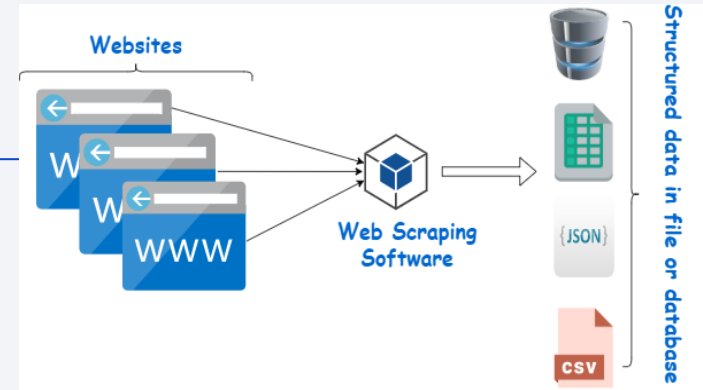 Websites
W
W
WWW
Web Scraping
Software
{JSON}
CSV
Structured data in file or database